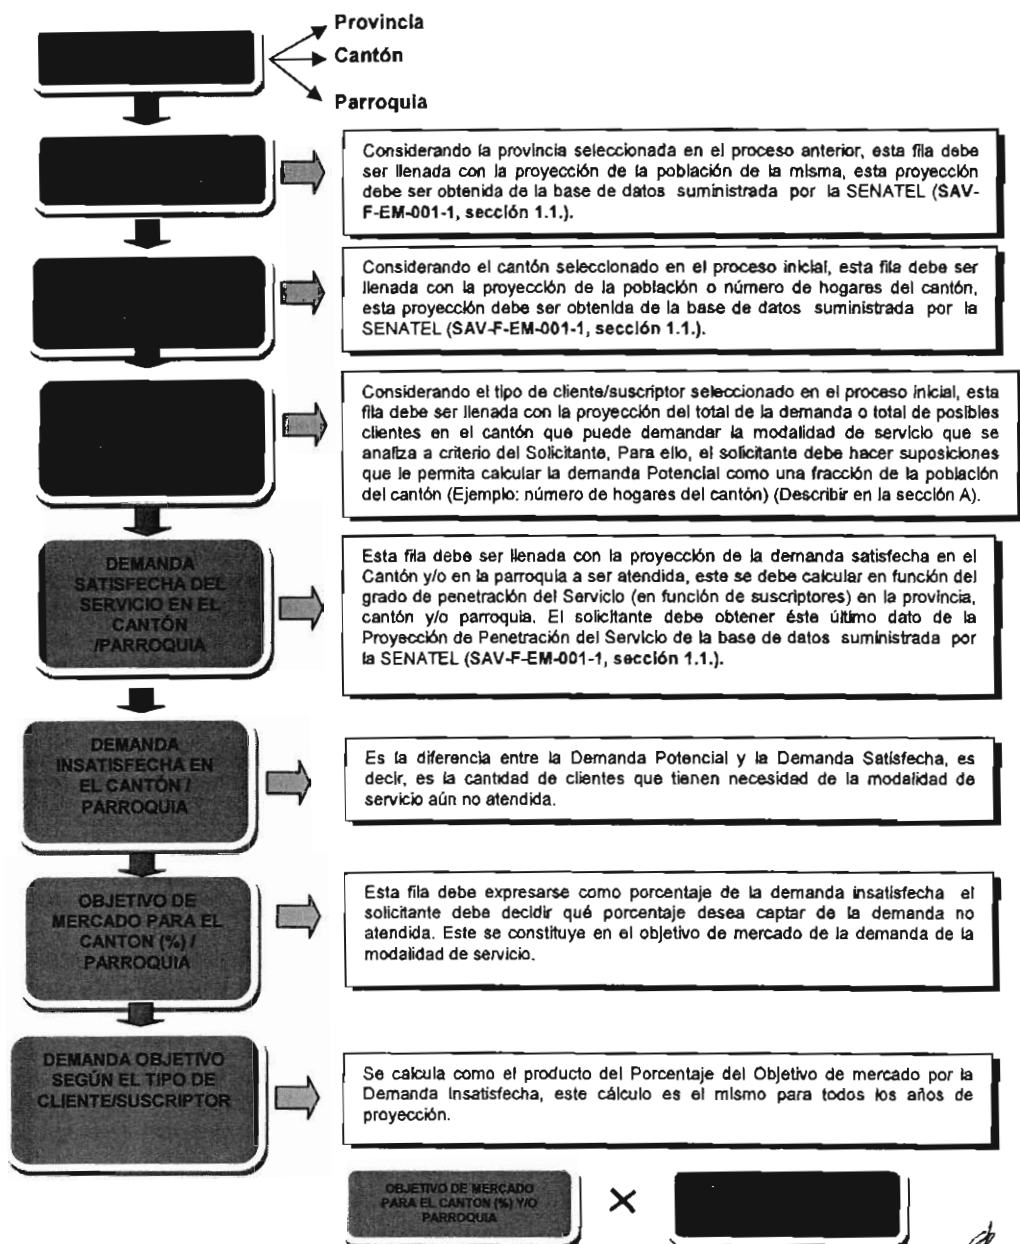 Provincia
Cantón
Parroquia
Considerando la provincia seleccionada en el proceso anterior, esta fila debe
ser llenada con la proyección de la población de la misma, esta proyección
debe ser obtenida de la base de datos suministrada por la SENATEL (SAV-
F-EM-001-1, sección 1.1.).
Considerando el cantón seleccionado en el proceso inicial, esta fila debe ser
llenada con la proyección de la población o número de hogares del cantón,
esta proyección debe ser obtenida de la base de datos suministrada por la
SENATEL (SAV-F-EM-001-1, sección 1.1.).
Considerando el tipo de cliente/suscriptor seleccionado en el proceso inicial, esta
fila debe ser llenada con la proyección del total de la demanda o total de posibles
clientes en el cantón que puede demandar la modalidad de servicio que se
analiza a criterio del Solicitante, Para ello, el solicitante debe hacer suposiciones
que le permita calcular la demanda Potencial como una fracción de la población
del cantón (Ejemplo: número de hogares del cantón) (Describir en la sección A).
DEMANDA
SATISFECHA DEL
SERVICIO EN EL
CANTÓN
/PARROQUIA
Esta fila debe ser llenada con la proyección de la demanda satisfecha en el
Cantón y/o en la parroquia a ser atendida, este se debe calcular en función del
grado de penetración del Servicio (en función de suscriptores) en la provincia,
cantón y/o parroquia. El solicitante debe obtener éste último dato de la
Proyección de Penetración del Servicio de la base de datos suministrada por
la SENATEL (SAV-F-EM-001-1, sección 1.1.).
DEMANDA
INSATISFECHA EN
EL CANTÓN /
PARROQUIA
Es la diferencia entre la Demanda Potencial y la Demanda Satisfecha, es
decir, es la cantidad de clientes que tienen necesidad de la modalidad de
servicio aún no atendida.
OBJETIVO DE
MERCADO PARA EL
CANTON (%) /
PARROQUIA
Esta fila debe expresarse como porcentaje de la demanda insatisfecha el
solicitante debe decidir qué porcentaje desea captar de la demanda no
atendida. Este se constituye en el objetivo de mercado de la demanda de la
modalidad de servicio.
DEMANDA OBJETIVO
SEGÚN EL TIPO DE
CLIENTE/SUSCRIPTOR
Se calcula como el producto del Porcentaje del Objetivo de mercado por la
Demanda Insatisfecha, este cálculo es el mismo para todos los años de
proyección.
OBJETIVO DE MERCADO
PARA EL CANTON (%) Y/O
PARROQUIA
X